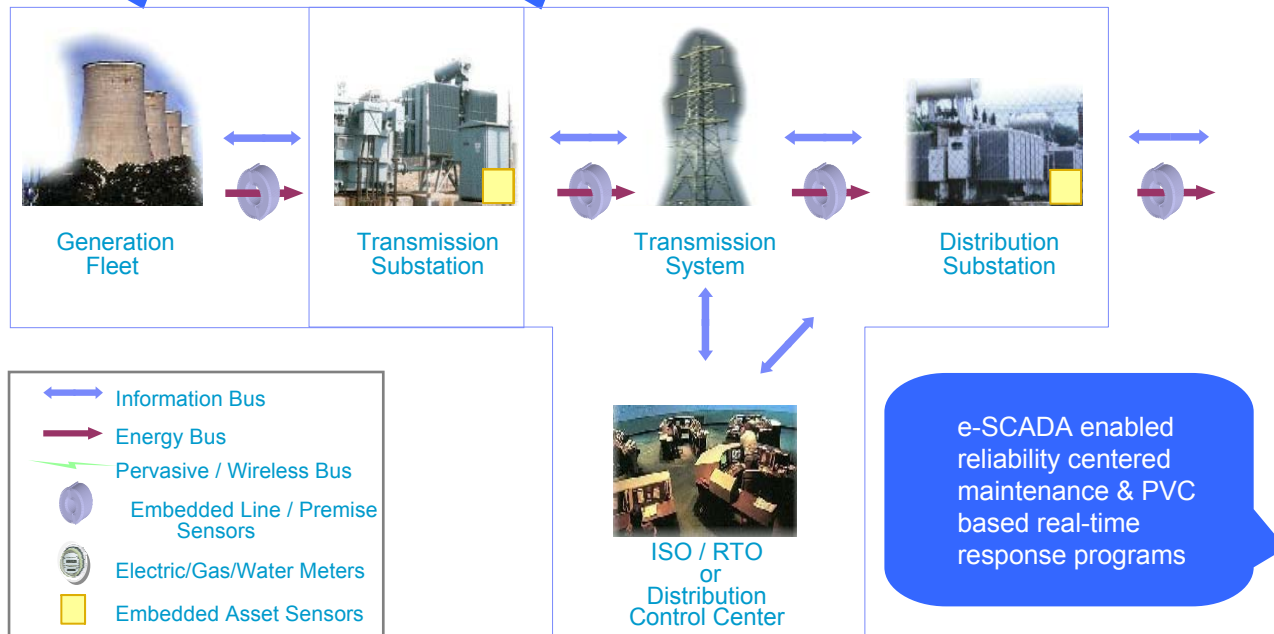 Generation
Fleet
Transmission
Substation
Transmission
System
Distribution
Substation
Information Bus
Energy Bus
Pervasive / Wireless Bus
Embedded Line / Premise
Sensors
Electric/Gas/Water Meters
Embedded Asset Sensors
ISO / RTO
or
Distribution
Control Center
e-SCADA enabled
reliability centered
maintenance & PVC
based real-time
response programs